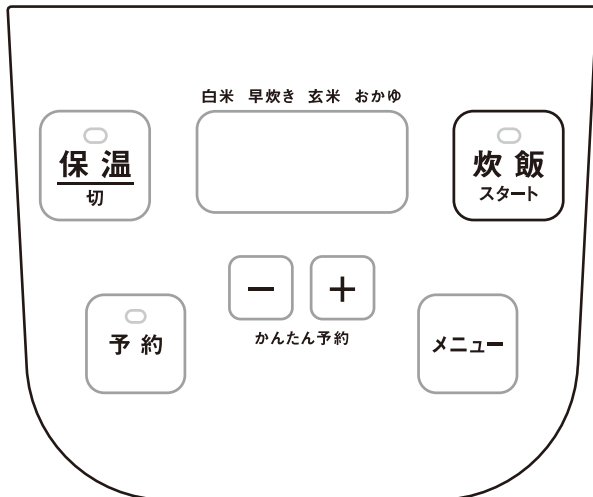 白米 早炊き 玄米 おかゆ
保温
切
炊飯
スタート
－ ＋
かんたん予約
予約
メニュー